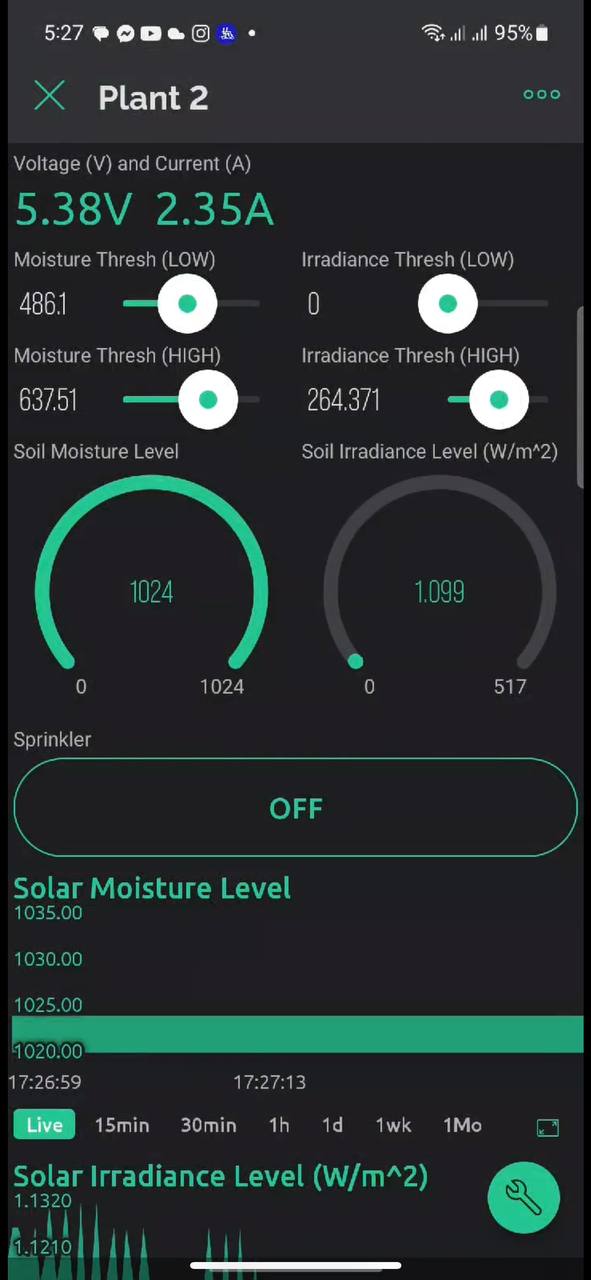 5:27 95%
Plant 2
Voltage (V) and Current (A)
5.38V 2.35A
Moisture Thresh (LOW) Irradiance Thresh (LOW)
486.1 0
Moisture Thresh (HIGH) Irradiance Thresh (HIGH)
637.51 264.371
Soil Moisture Level Soil Irradiance Level (W/m^2)
1024 1.099
0 1024 0 517
Sprinkler
OFF
Solar Moisture Level
1035.00
1030.00
1025.00
1020.00
17:26:59 17:27:13
Live 15min 30min 1h 1d 1wk 1Mo
Solar Irradiance Level (W/m^2)
1.1320
1.1210